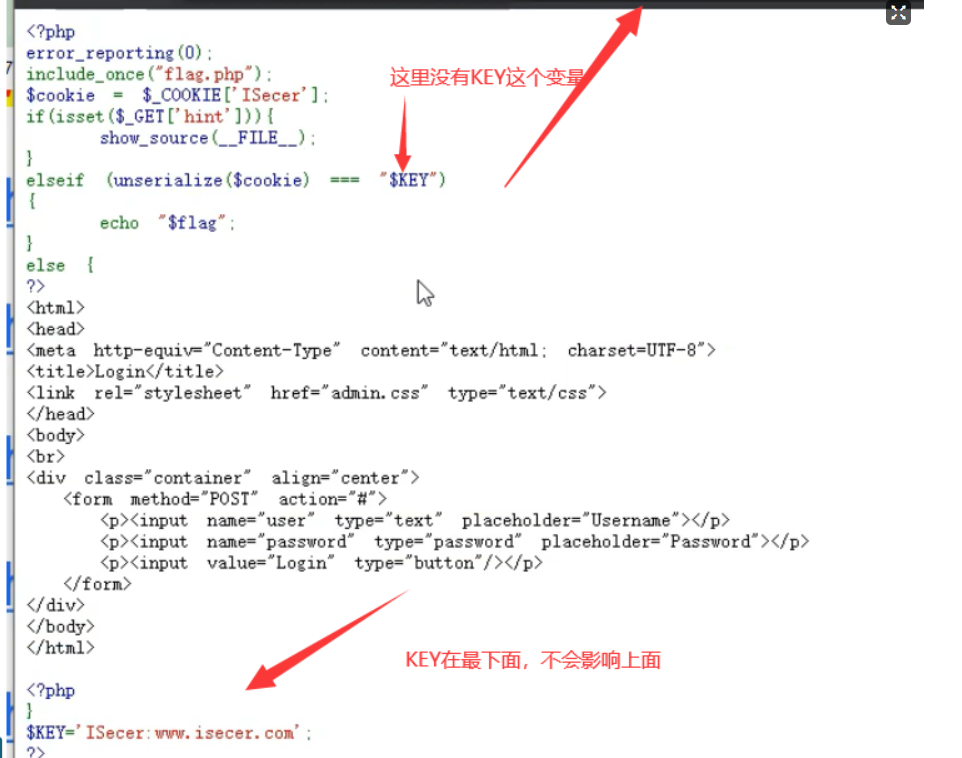 <?php
error_reporting(0);
include_once("flag.php");
这里没有KEY这个变量
$cookie = $_COOKIE['ISecer'];
if(isset($_GET['hint'])){
show_source(__FILE__);
}
elseif (unserialize($cookie) === "$KEY")
{
echo "$flag";
}
else {
?>
<html>
<head>
<meta http-equiv="Content-Type" content="text/html; charset=UTF-8">
<title>Login</title>
<link rel="stylesheet" href="admin.css" type="text/css">
</head>
<body>
<br>
<div class="container" align="center">
<form method="POST" action="#">
<p><input name="user" type="text" placeholder="Username"></p>
<p><input name="password" type="password" placeholder="Password"></p>
<p><input value="Login" type="button"/></p>
</form>
</div>
</body>
</html>
KEY在最下面，不会影响上面
<?php
}
$KEY='ISecer:www.isecer.com';
?>